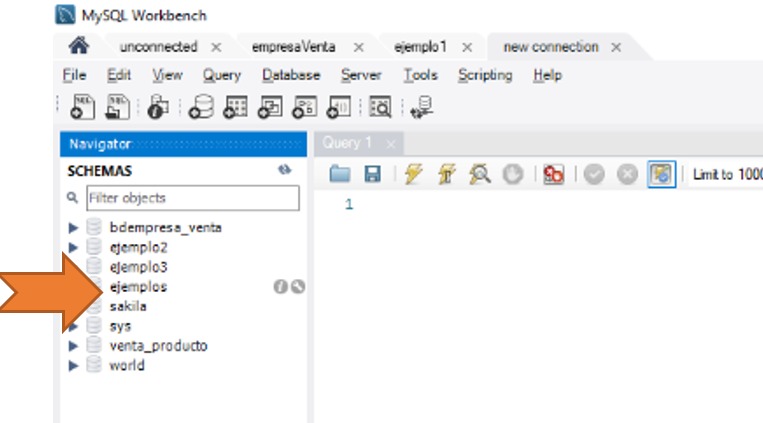 MySQL Workbench
unconnected empresaVenta ejemplo1 new connection
File Edit View Query Database Server Tools Scripting Help
Navigator
Query 1
SCHEMAS
Limit to 1000
Filter objects
1
bdempresa_venta
ejemplo2
ejemplo3
ejemplos
sakila
sys
venta_producto
world